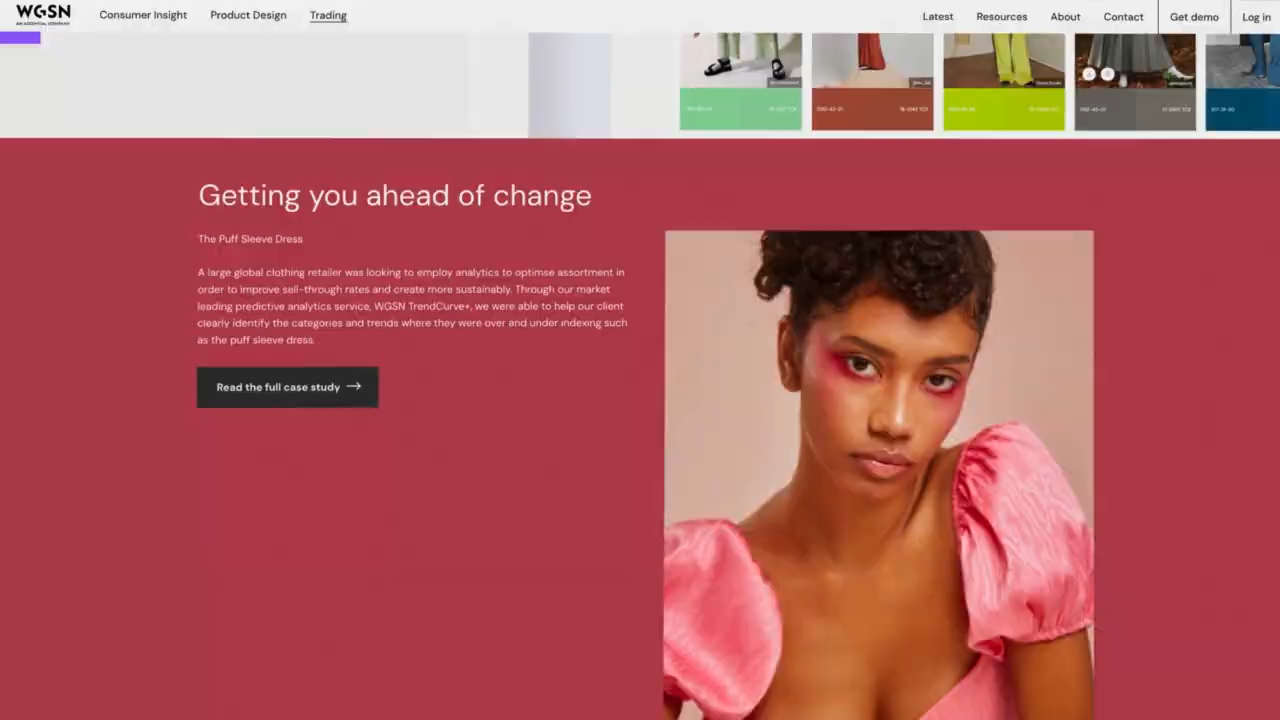 WGSN
AN ASCENTIAL COMPANY
Consumer Insight
Product Design
Trading
Latest
Resources
About
Contact
Get demo
Log in
Getting you ahead of change
The Puff Sleeve Dress
A large global clothing retailer was looking to employ analytics to optimse assortment in
order to improve sell-through rates and create more sustainably. Through our market
leading predictive analytics service, WGSN TrendCurve+, we were able to help our client
clearly identify the categories and trends where they were over and under indexing such
as the puff sleeve dress.
Read the full case study →